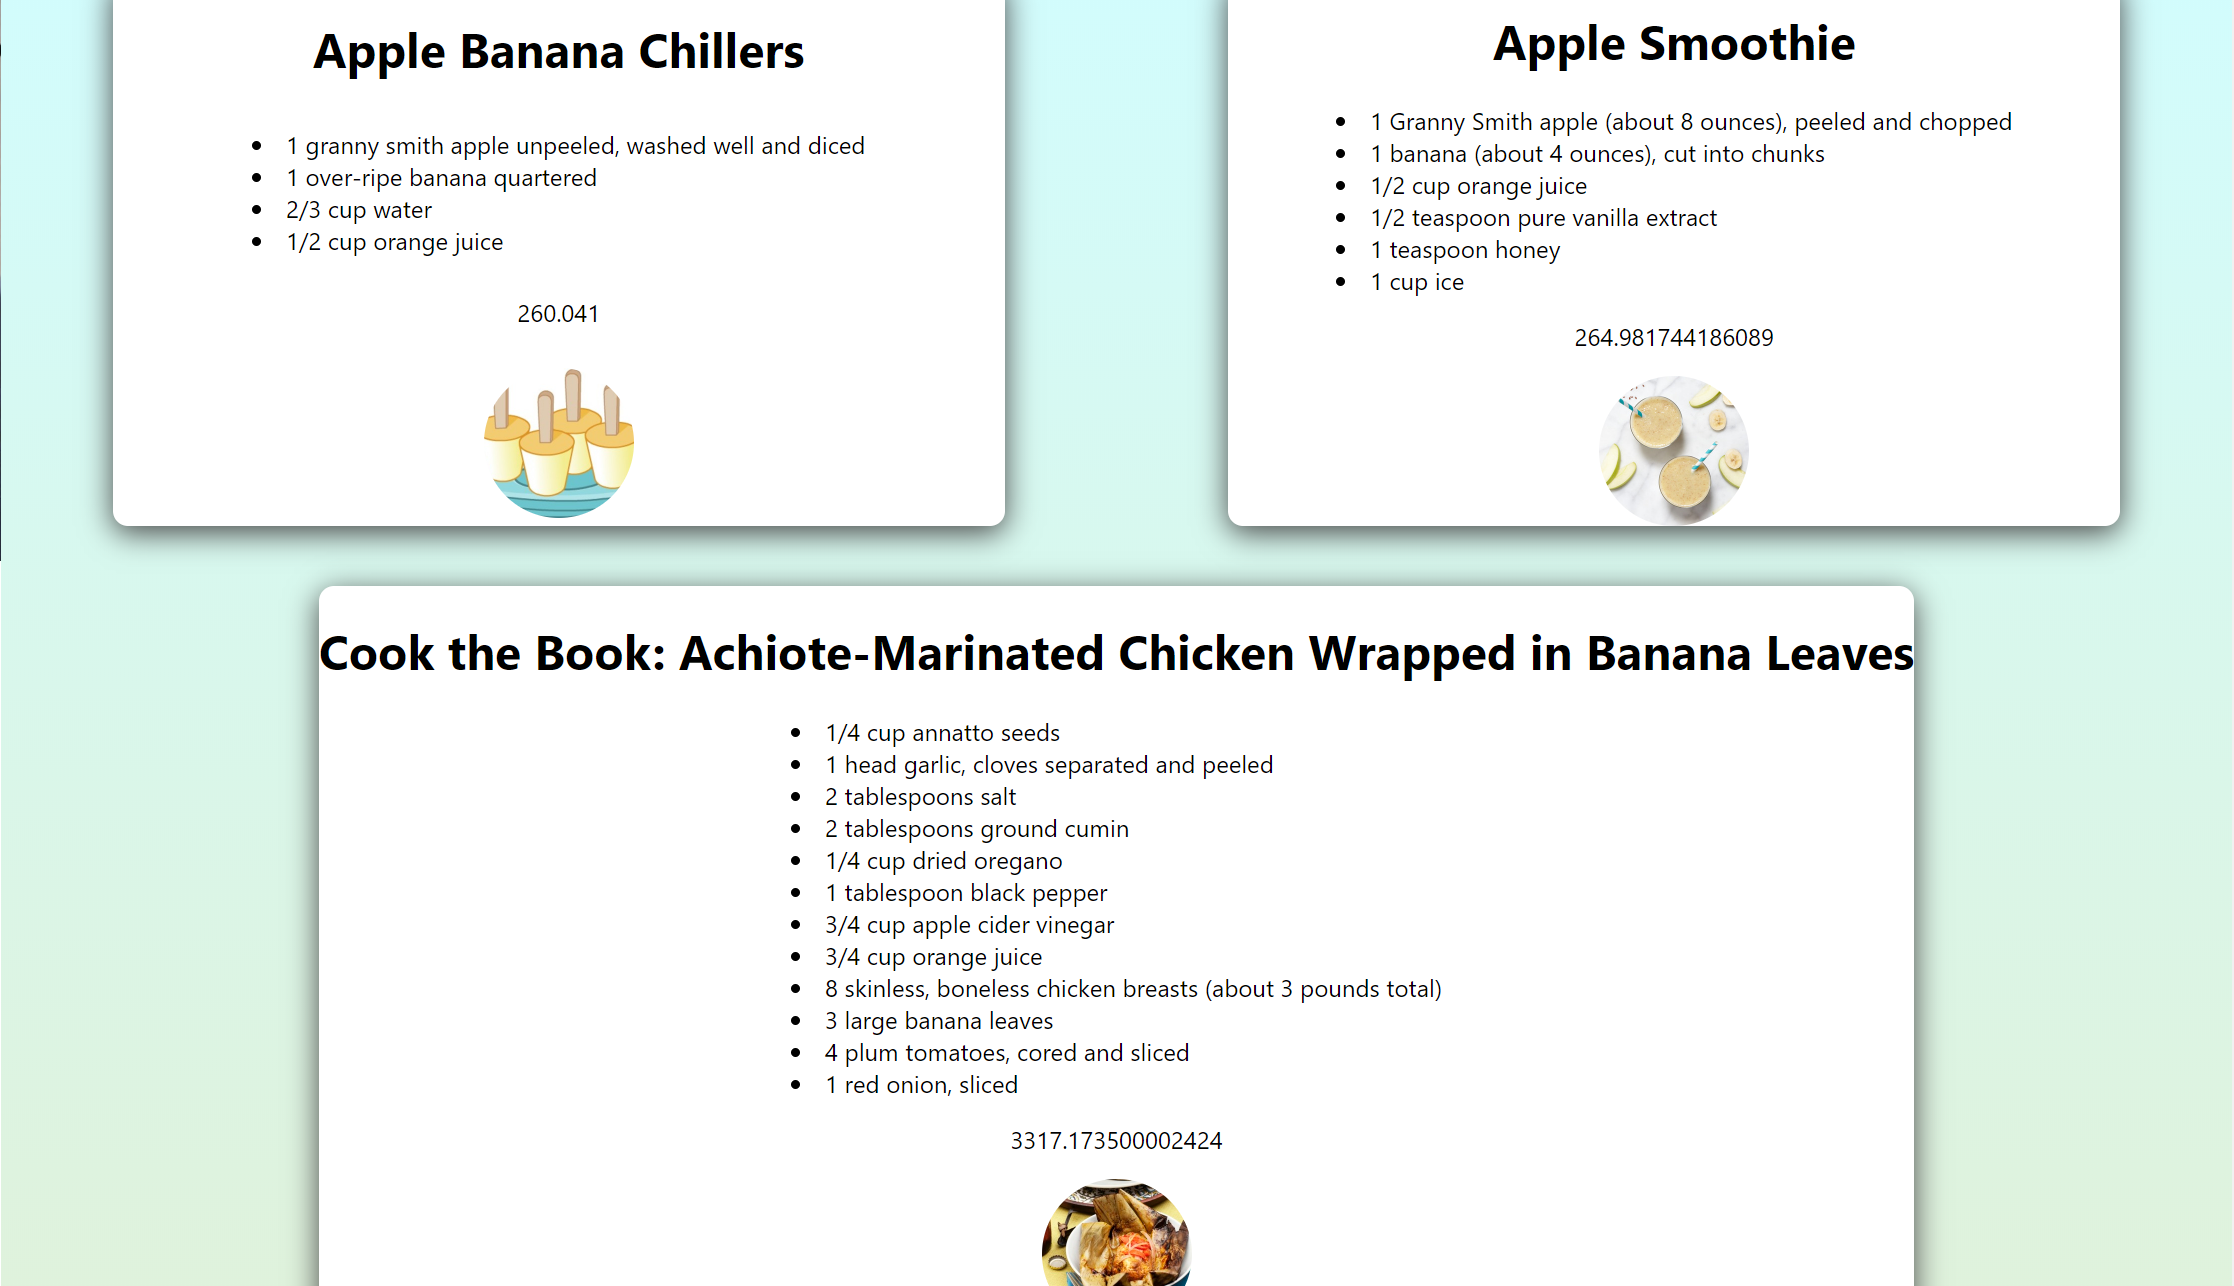 Apple Banana Chillers
1 granny smith apple unpeeled, washed well and diced
1 over-ripe banana quartered
2/3 cup water
1/2 cup orange juice
260.041
Apple Smoothie
1 Granny Smith apple (about 8 ounces), peeled and chopped
1 banana (about 4 ounces), cut into chunks
1/2 cup orange juice
1/2 teaspoon pure vanilla extract
1 teaspoon honey
1 cup ice
264.981744186089
Cook the Book: Achiote-Marinated Chicken Wrapped in Banana Leaves
1/4 cup annatto seeds
1 head garlic, cloves separated and peeled
2 tablespoons salt
2 tablespoons ground cumin
1/4 cup dried oregano
1 tablespoon black pepper
3/4 cup apple cider vinegar
3/4 cup orange juice
8 skinless, boneless chicken breasts (about 3 pounds total)
3 large banana leaves
4 plum tomatoes, cored and sliced
1 red onion, sliced
3317.173500002424